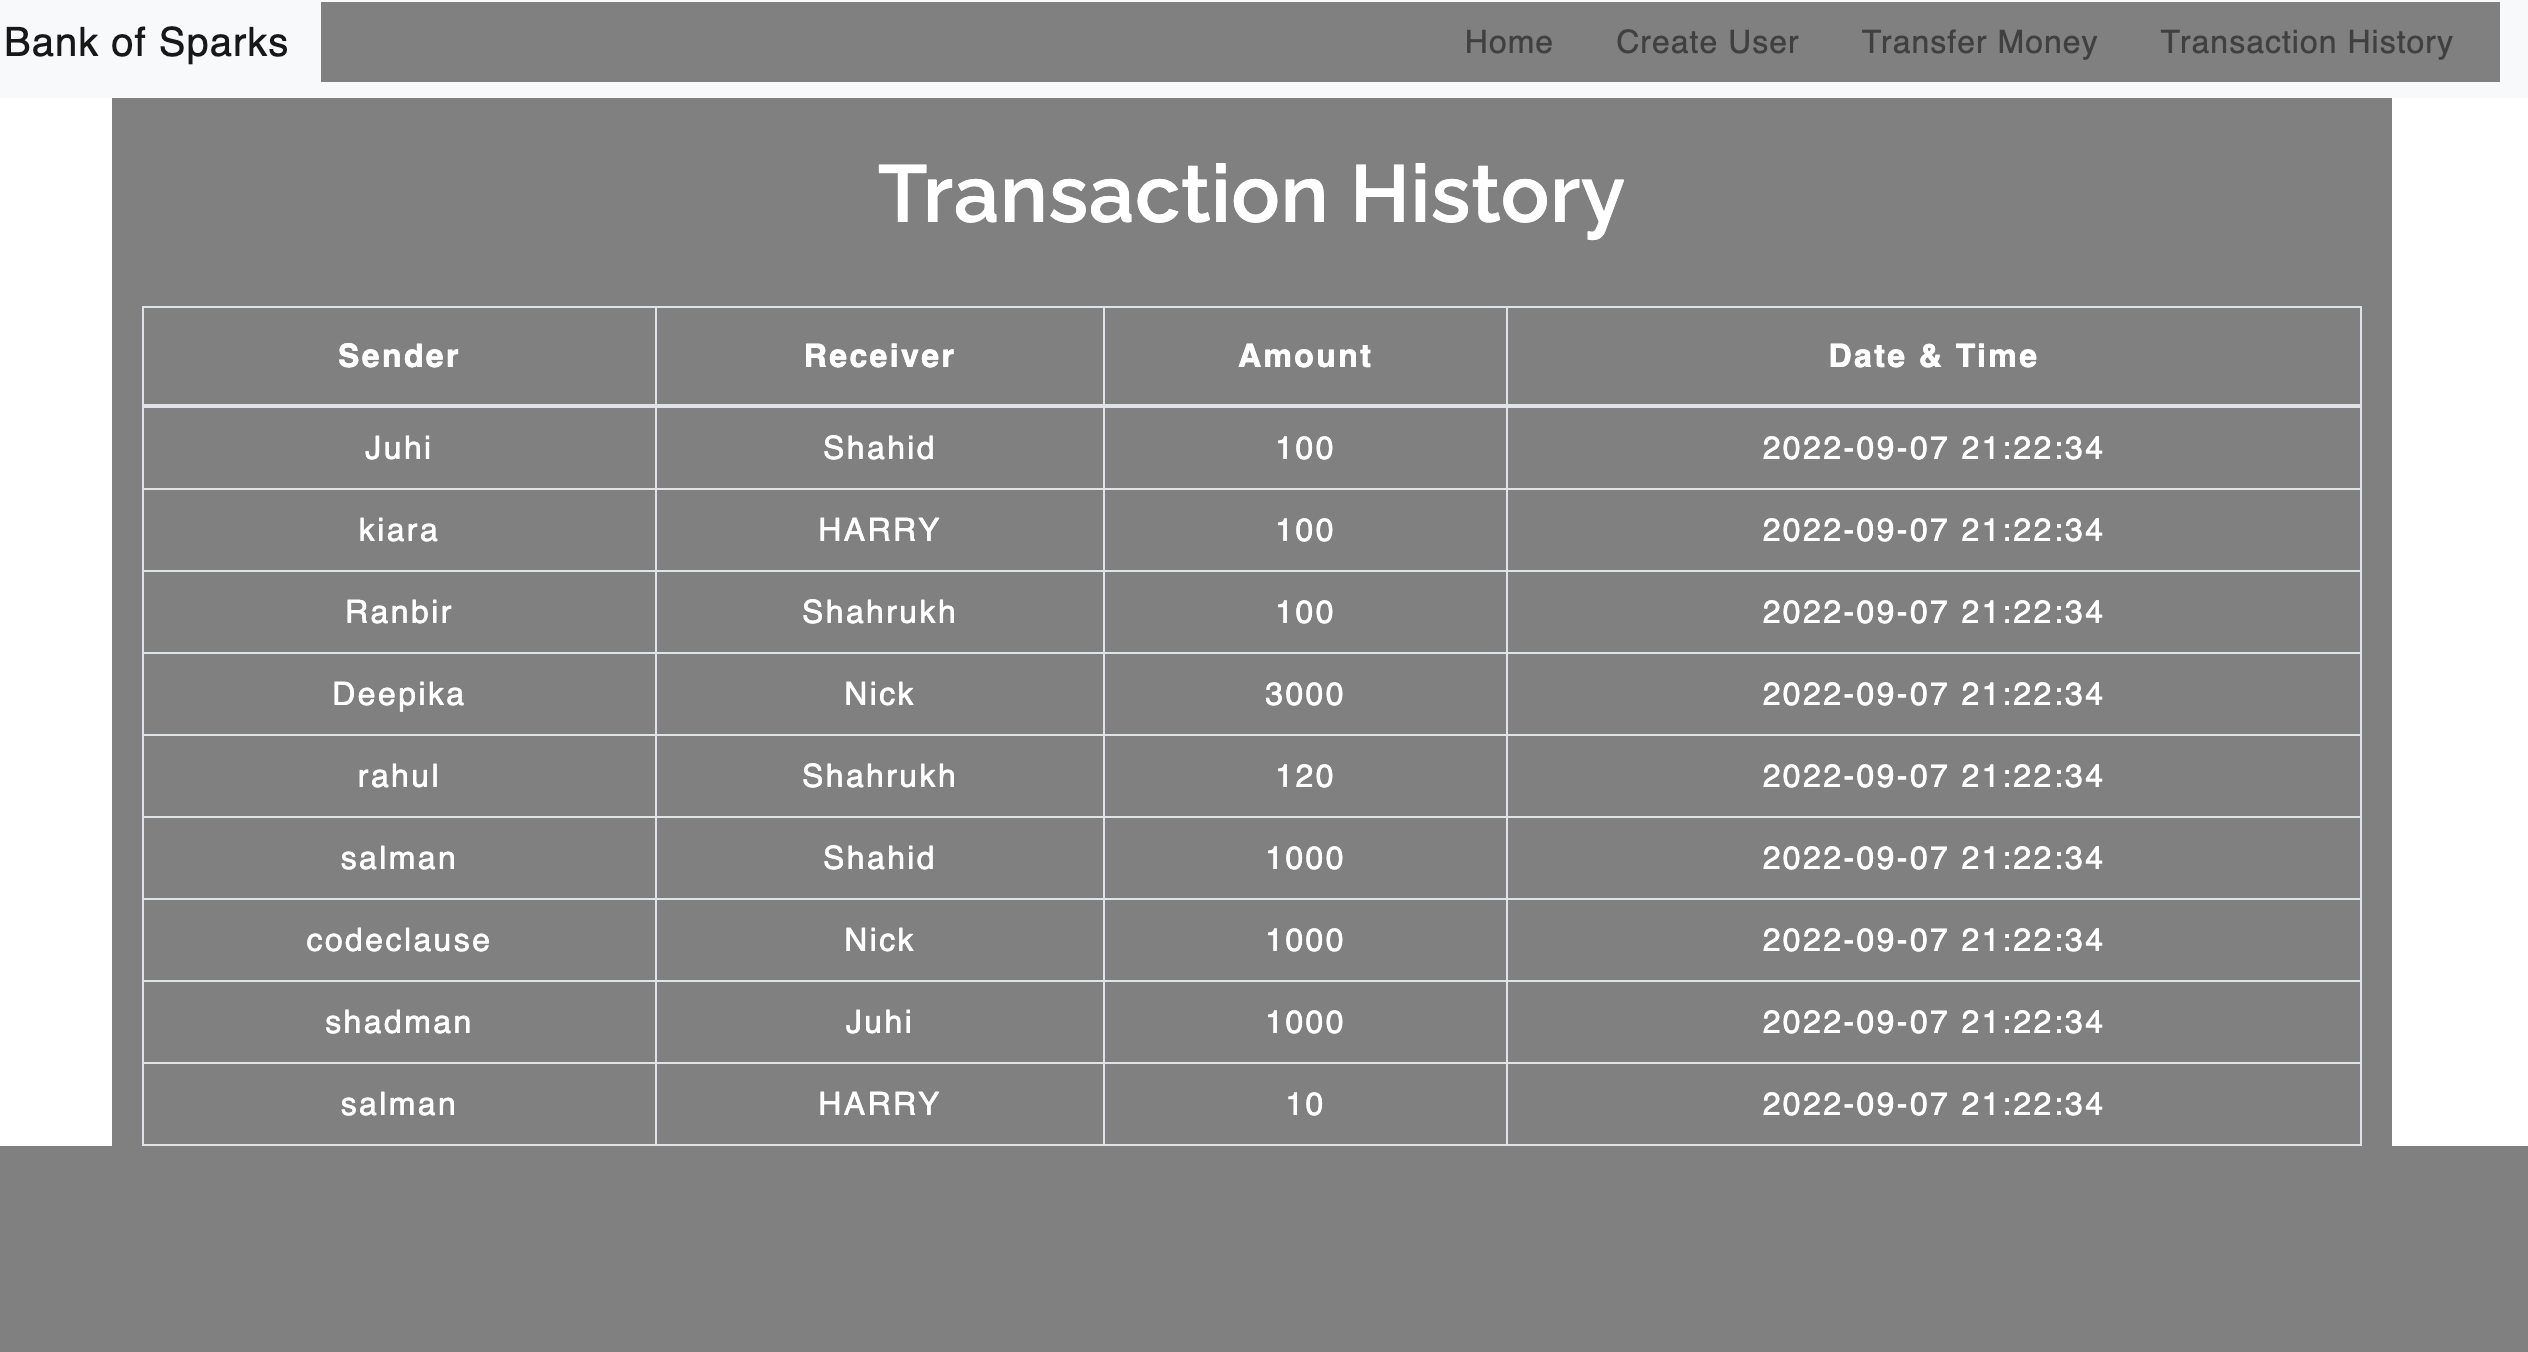 Bank of Sparks Home Create User Transfer Money Transaction History
Transaction History
Sender Receiver Amount Date & Time
Juhi Shahid 100 2022-09-07 21:22:34
kiara HARRY 100 2022-09-07 21:22:34
Ranbir Shahrukh 100 2022-09-07 21:22:34
Deepika Nick 3000 2022-09-07 21:22:34
rahul Shahrukh 120 2022-09-07 21:22:34
salman Shahid 1000 2022-09-07 21:22:34
codeclause Nick 1000 2022-09-07 21:22:34
shadman Juhi 1000 2022-09-07 21:22:34
salman HARRY 10 2022-09-07 21:22:34